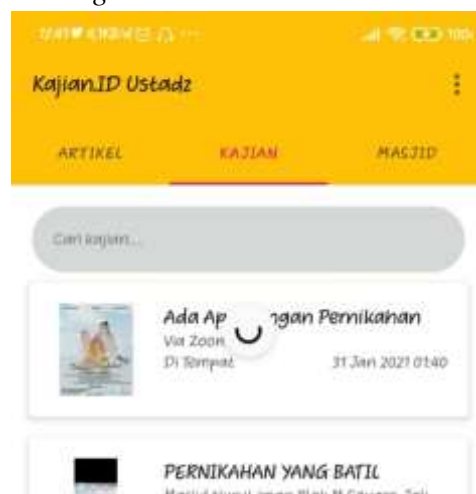 Kajian.ID Ustadz
ARTIKEL KAJIAN MASJID
Cari kajian...
Ada Ap ngan Pernikahan
Via Zoom
Di Tempat 31 Jan 2021 01:40
PERNIKAHAN YANG BATIL